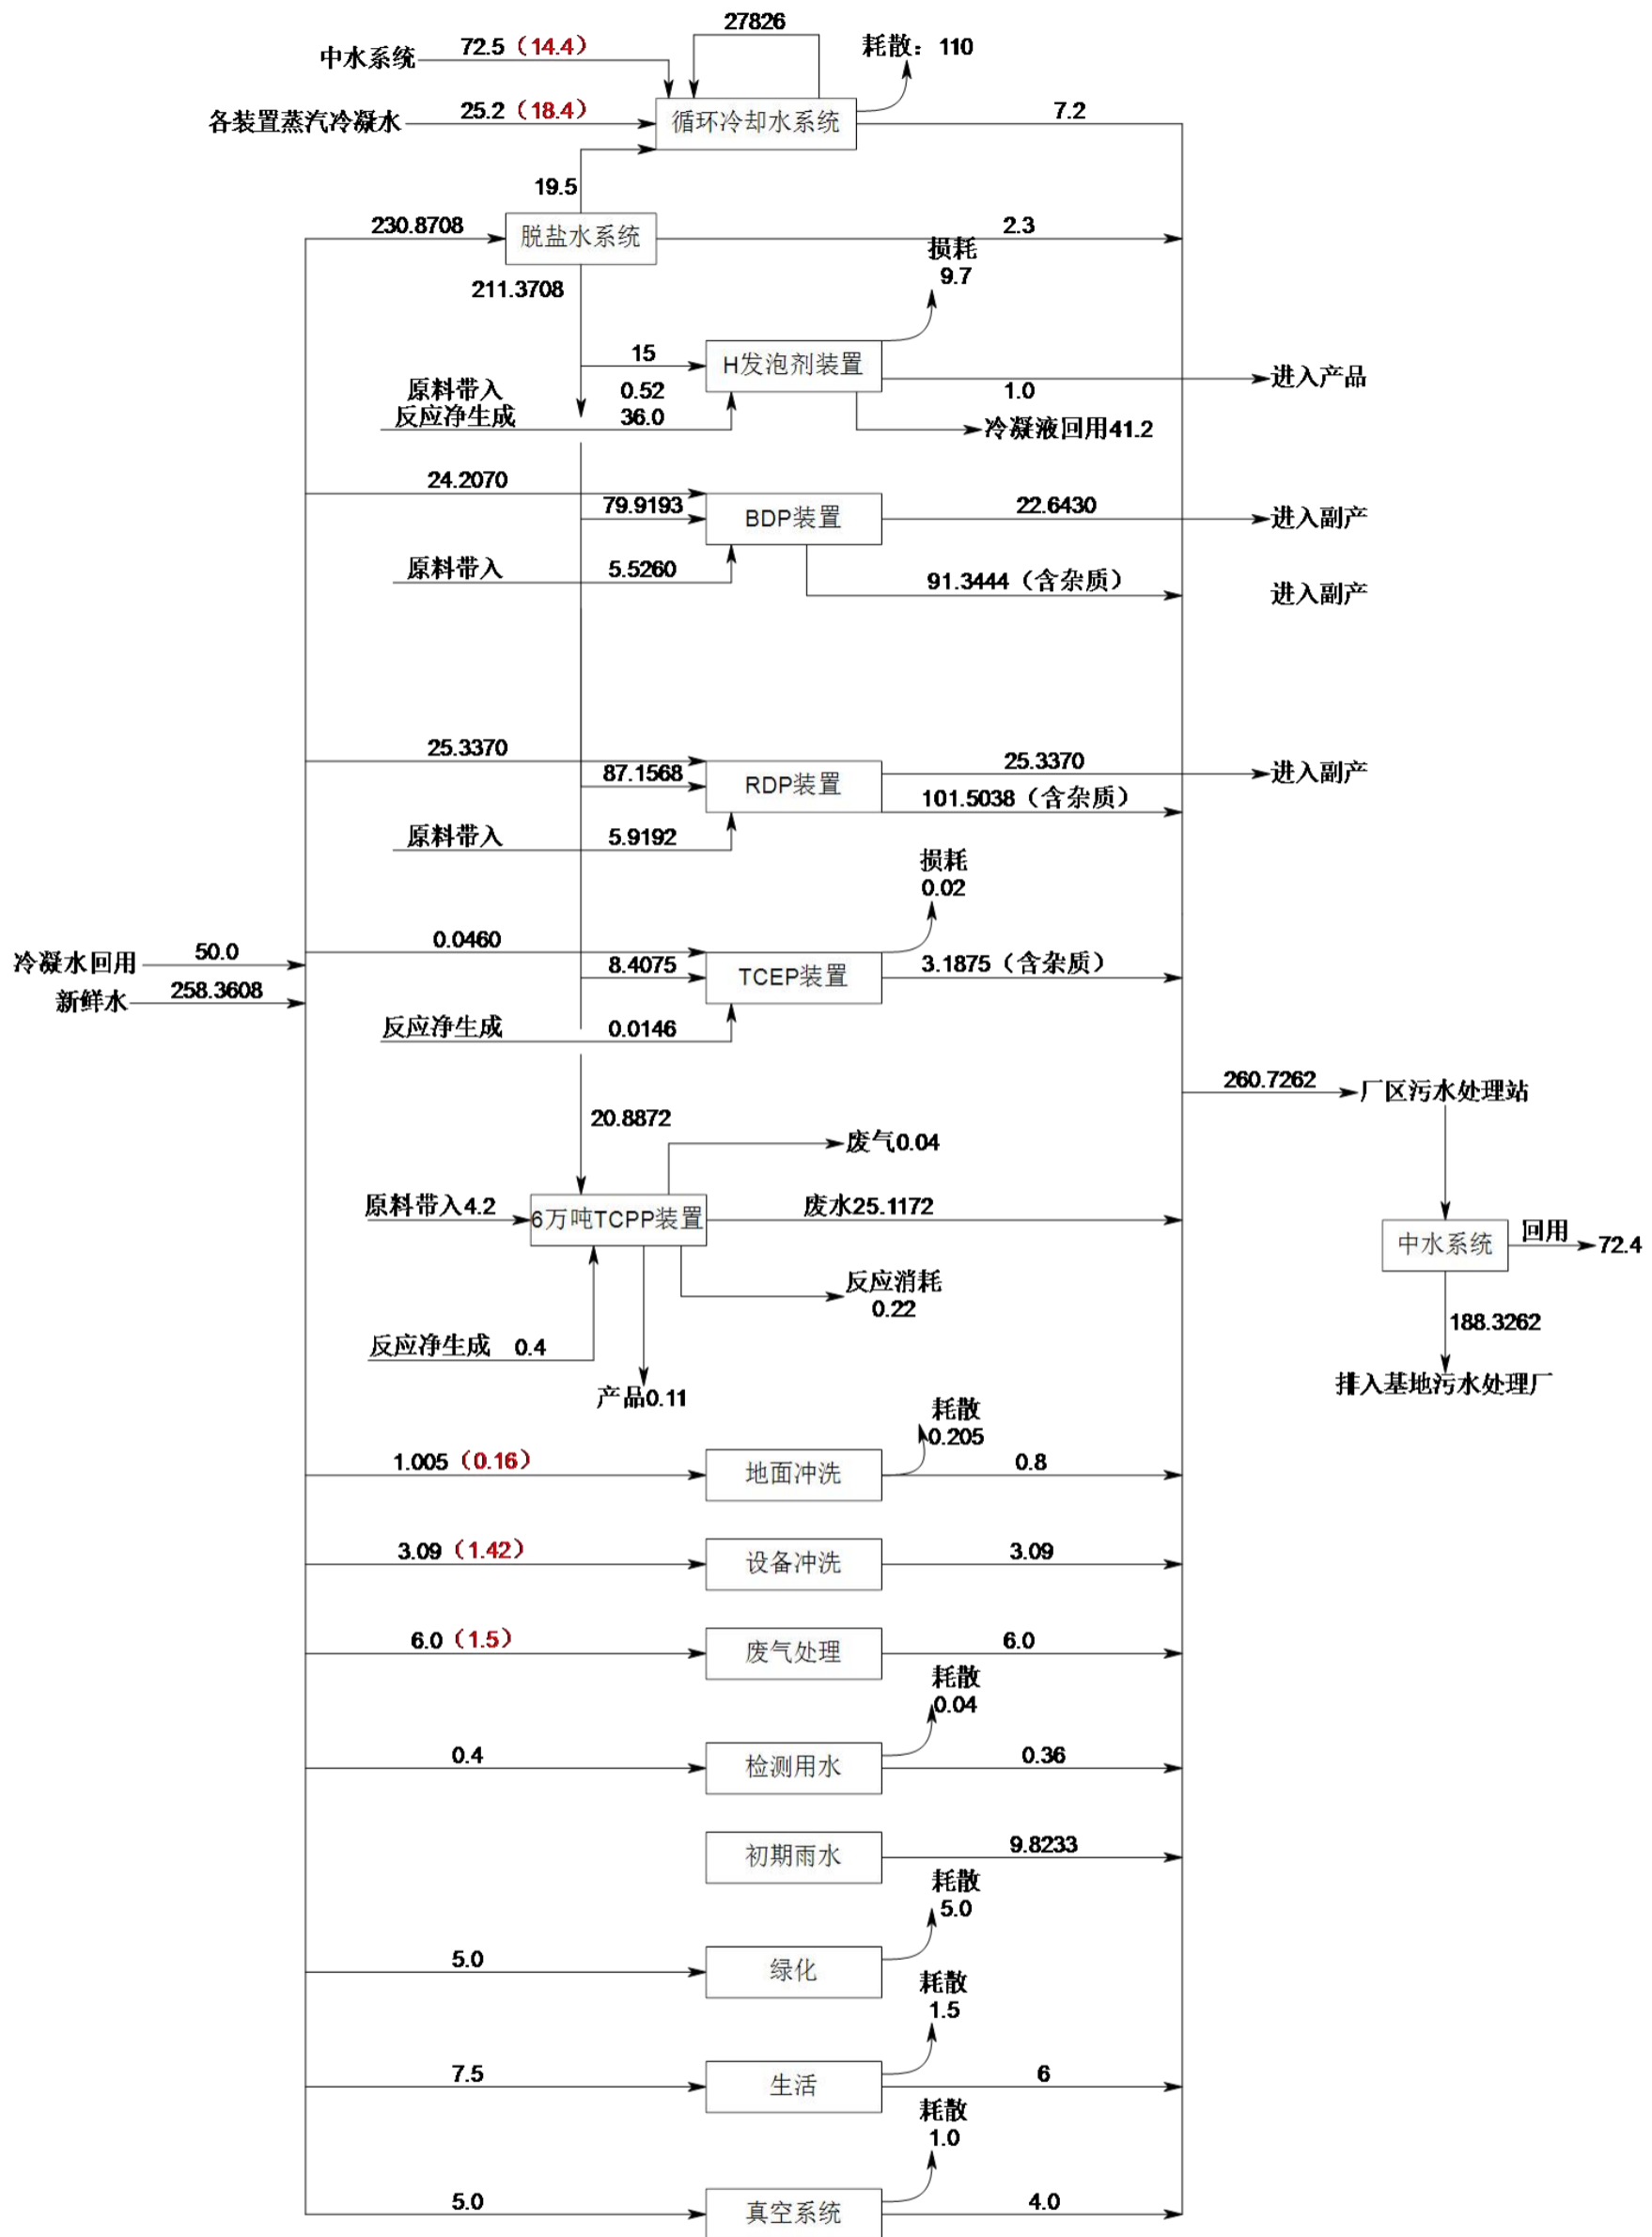 27826
中水系统
72.5（14.4）
耗散：110
各装置蒸汽冷凝水
25.2（18.4）
循环冷却水系统
7.2
19.5
230.8708
脱盐水系统
2.3
211.3708
损耗
9.7
15
H发泡剂装置
进入产品
原料带入
0.52
1.0
反应净生成
36.0
冷凝液回用41.2
24.2070
79.9193
BDP装置
22.6430
进入副产
原料带入
5.5260
91.3444（含杂质）
进入副产
25.3370
87.1568
RDP装置
25.3370
进入副产
101.5038（含杂质）
原料带入
5.9192
损耗
0.02
0.0460
冷凝水回用
50.0
8.4075
TCEP装置
3.1875（含杂质）
新鲜水
258.3608
反应净生成
0.0146
260.7262
厂区污水处理站
20.8872
废气0.04
原料带入4.2
6万吨TCPP装置
废水25.1172
中水系统
回用
72.4
反应消耗
0.22
188.3262
反应净生成
0.4
产品0.11
排入基地污水处理厂
耗散
0.205
1.005（0.16）
地面冲洗
0.8
3.09（1.42）
设备冲洗
3.09
6.0（1.5）
废气处理
6.0
耗散
0.04
0.4
检测用水
0.36
初期雨水
9.8233
耗散
5.0
5.0
绿化
耗散
1.5
7.5
生活
6
耗散
1.0
5.0
真空系统
4.0